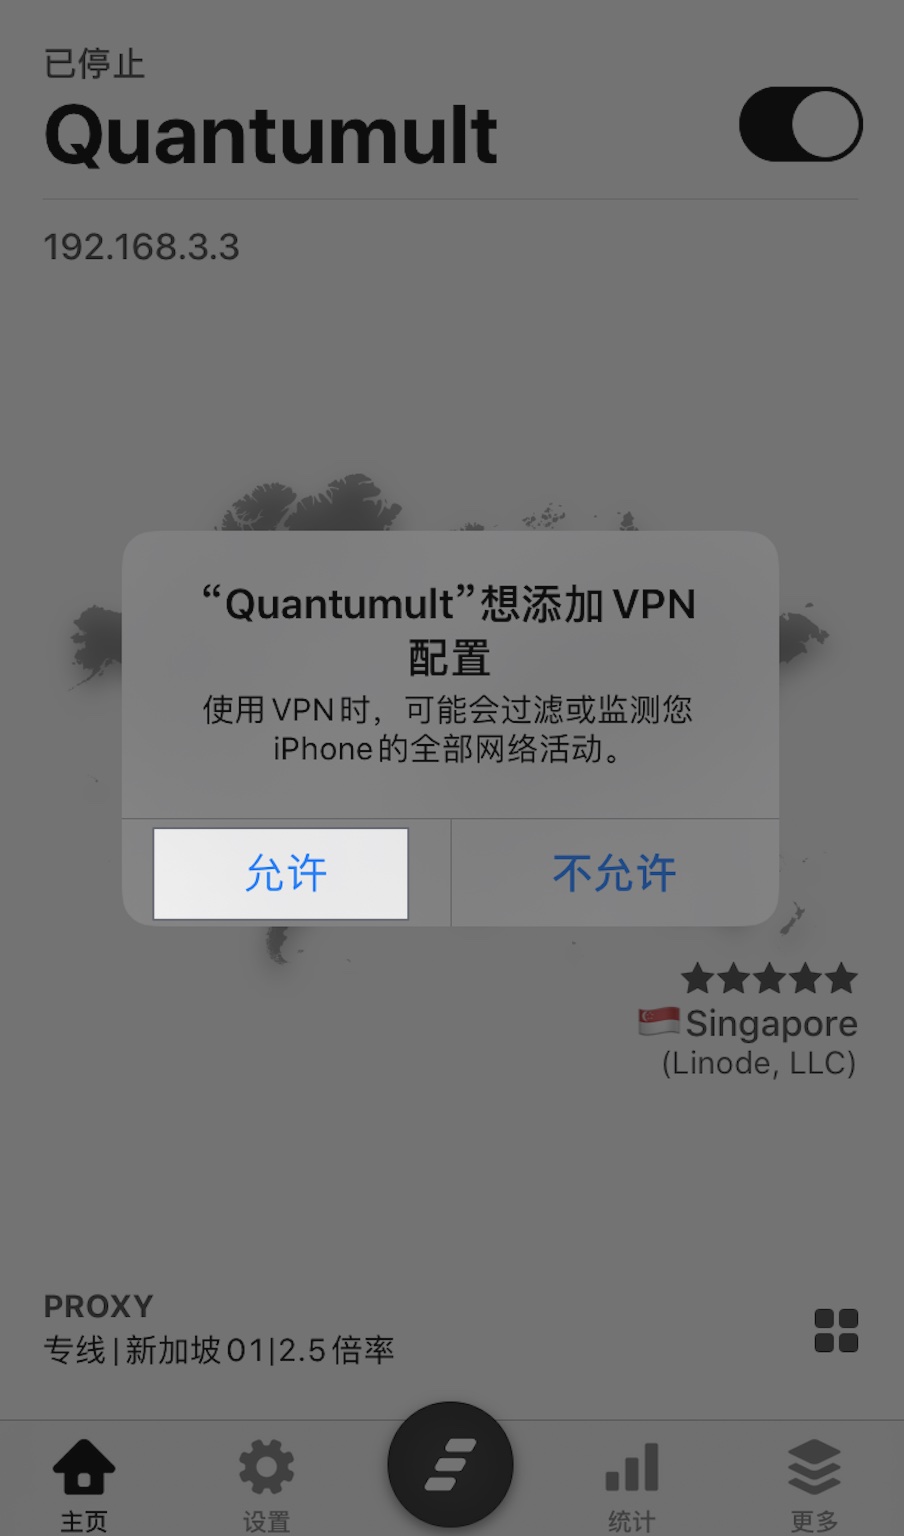 已停止
Quantumult
192.168.3.3
“Quantumult”想添加 VPN
配置
使用 VPN 时，可能会过滤或监测您
iPhone 的全部网络活动。
允许
不允许
★★★★★
🇸🇬Singapore
(Linode, LLC)
PROXY
专线|新加坡01|2.5倍率
主页
设置
统计
更多